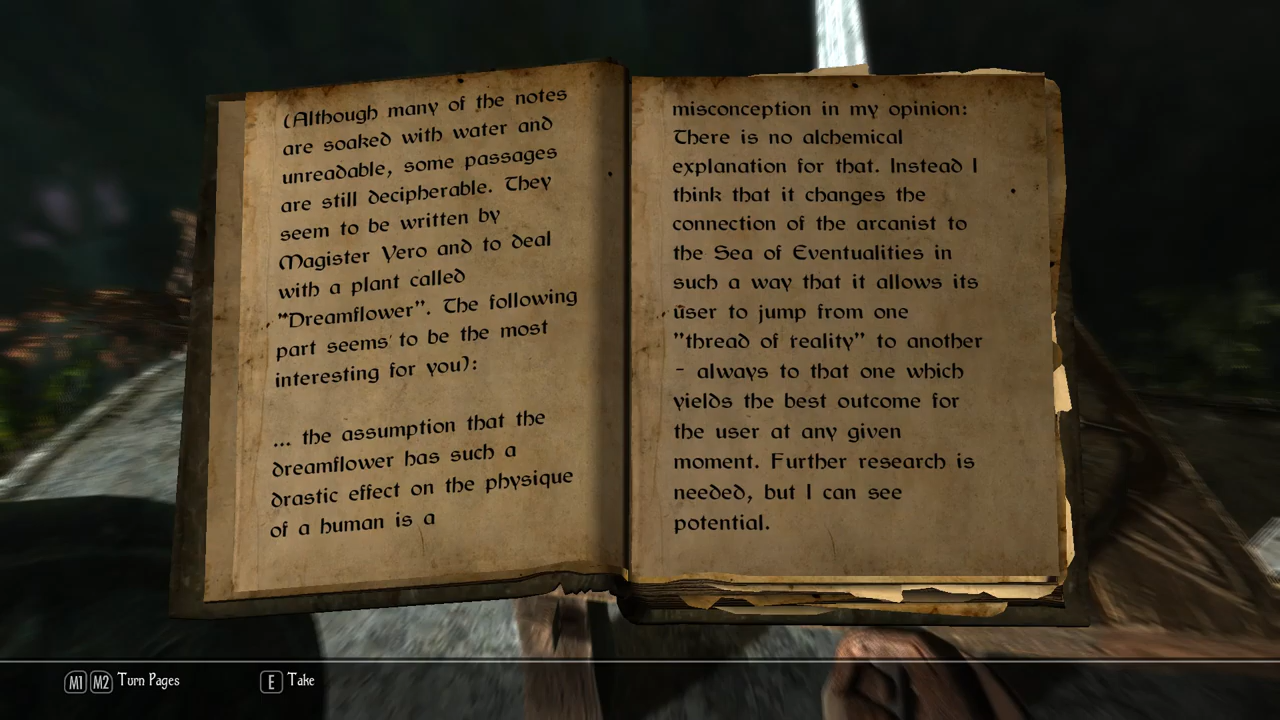 (Although many of the notes
are soaked with water and
unreadable, some passages
are still decipherable. They
seem to be written by
Magister Yero and to deal
with a plant called
"Dreamflower". The following
part seems to be the most
interesting for you):
... the assumption that the
dreamflower has such a
drastic effect on the physique
of a human is a
misconception in my opinion:
There is no alchemical
explanation for that. Instead I
think that it changes the
connection of the arcanist to
the Sea of Eventualities in
such a way that it allows its
user to jump from one
"thread of reality" to another
- always to that one which
yields the best outcome for
the user at any given
moment. Further research is
needed, but I can see
potential.
M1 M2 Turn Pages
E Take